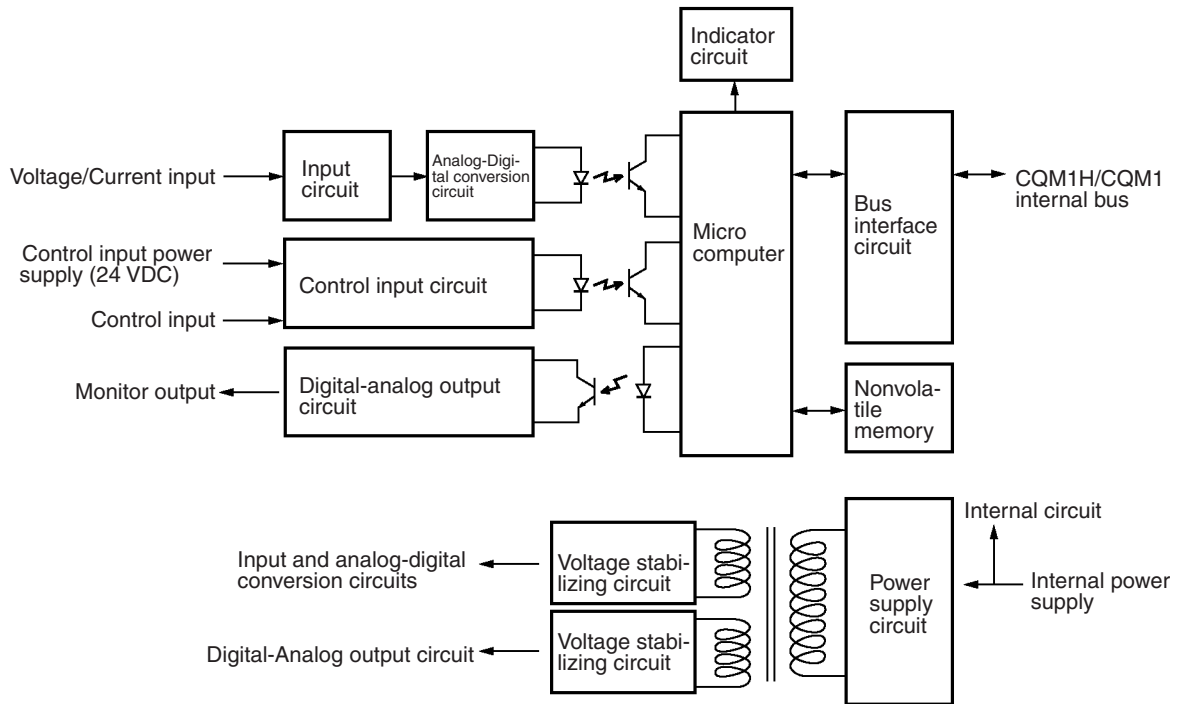 Indicator
circuit
Voltage/Current input
Input
circuit
Analog-Digi-
tal conversion
circuit
Micro
computer
Bus
interface
circuit
CQM1H/CQM1
internal bus
Control input power
supply (24 VDC)
Control input circuit
Control input
Monitor output
Digital-analog output
circuit
Nonvola-
tile
memory
Internal circuit
Input and analog-digital
conversion circuits
Voltage stabi-
lizing circuit
Power
supply
circuit
Internal power
supply
Digital-Analog output circuit
Voltage stabi-
lizing circuit